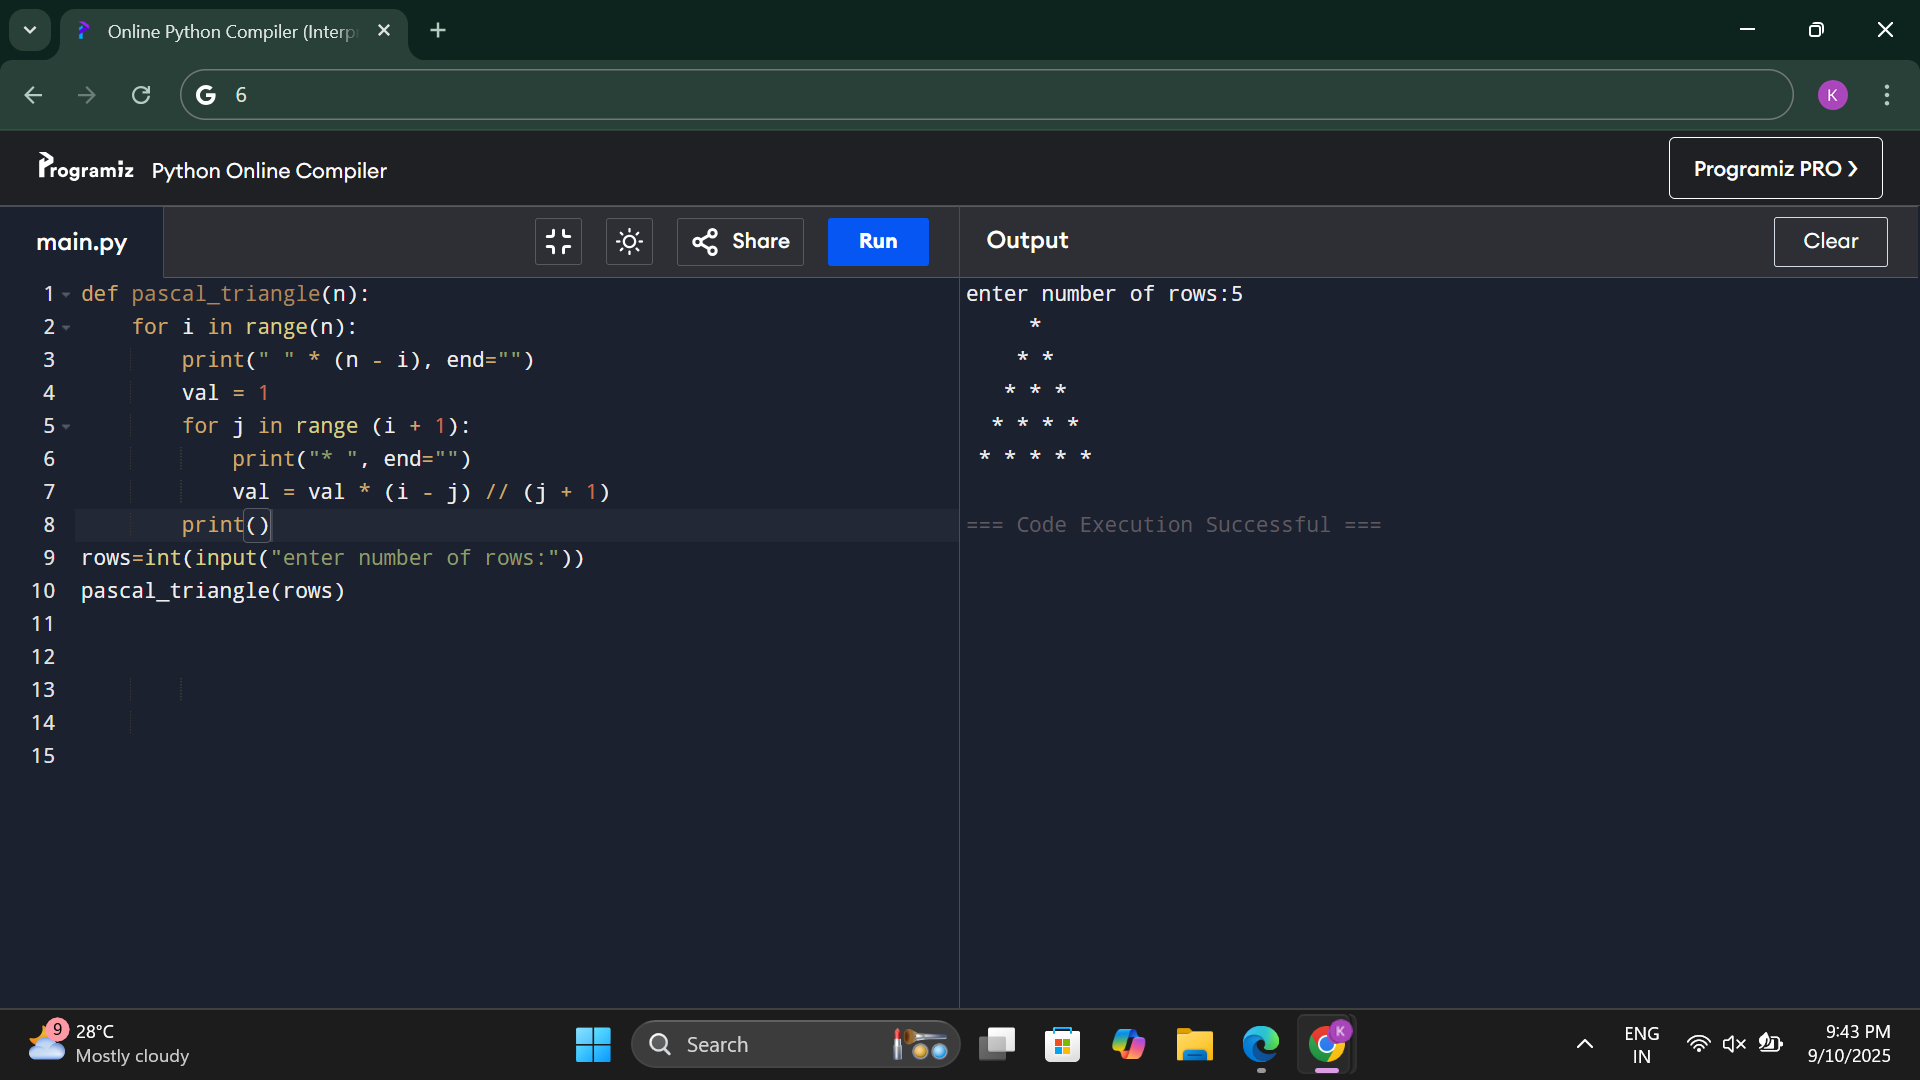 Online Python Compiler (Interp
6
K
Programiz Python Online Compiler
Programiz PRO ❯
main.py
Share
Run
Output
Clear
1 def pascal_triangle(n):
2     for i in range(n):
3         print(" " * (n - i), end="")
4         val = 1
5         for j in range (i + 1):
6             print("* ", end="")
7             val = val * (i - j) // (j + 1)
8         print()
9 rows=int(input("enter number of rows:"))
10 pascal_triangle(rows)
11
12
13
14
15
enter number of rows:5
     *
    * *
   * * *
  * * * *
 * * * * *
=== Code Execution Successful ===
9
28°C
Mostly cloudy
Search
K
ENG
IN
9:43 PM
9/10/2025